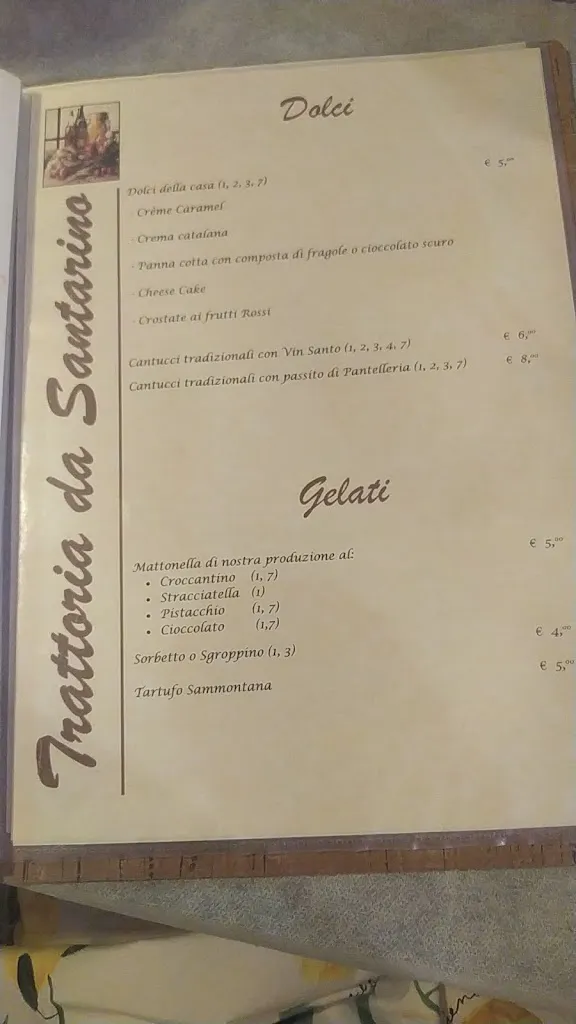 Trattoria da Santarino
Dolci
Dolci della casa (1, 2, 3, 7) € 5,00
- Crème Caramel
- Crema catalana
- Panna cotta con composta di fragole o cioccolato scuro
- Cheese Cake
- Crostate ai frutti Rossi
Cantucci tradizionali con Vin Santo (1, 2, 3, 4, 7) € 6,00
Cantucci tradizionali con passito di Pantelleria (1, 2, 3, 7) € 8,00
Gelati
Mattonella di nostra produzione al: € 5,00
• Croccantino (1, 7)
• Stracciatella (1)
• Pistacchio (1, 7)
• Cioccolato (1,7)
Sorbetto o Sgroppino (1, 3) € 4,00
Tartufo Sammontana € 5,00